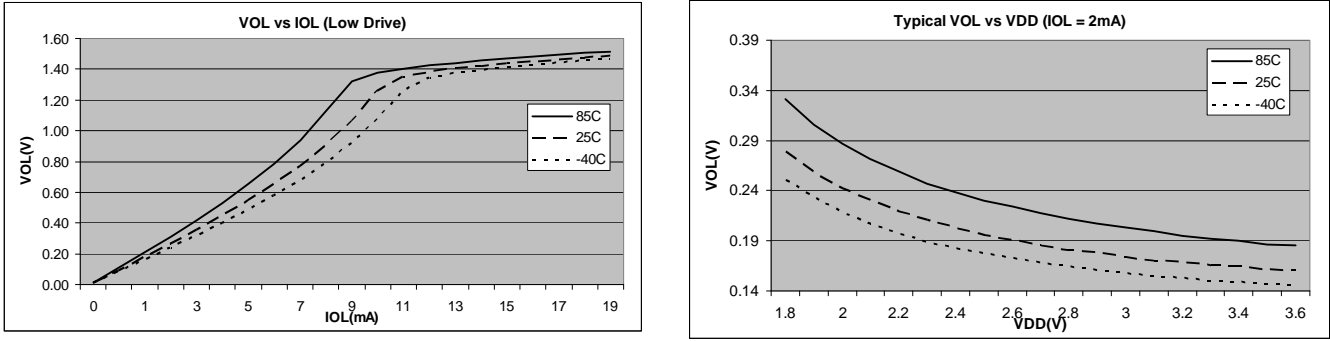 VOL vs IOL (Low Drive)
1.60
1.40
1.20
1.00
0.80
0.60
0.40
0.20
0.00
VOL(V)
85C
25C
-40C
0 1 3 5 7 9 11 13 15 17 19
IOL(mA)
Typical VOL vs VDD (IOL = 2mA)
0.39
0.34
0.29
0.24
0.19
0.14
VOL(V)
85C
25C
-40C
1.8 2 2.2 2.4 2.6 2.8 3 3.2 3.4 3.6
VDD(V)